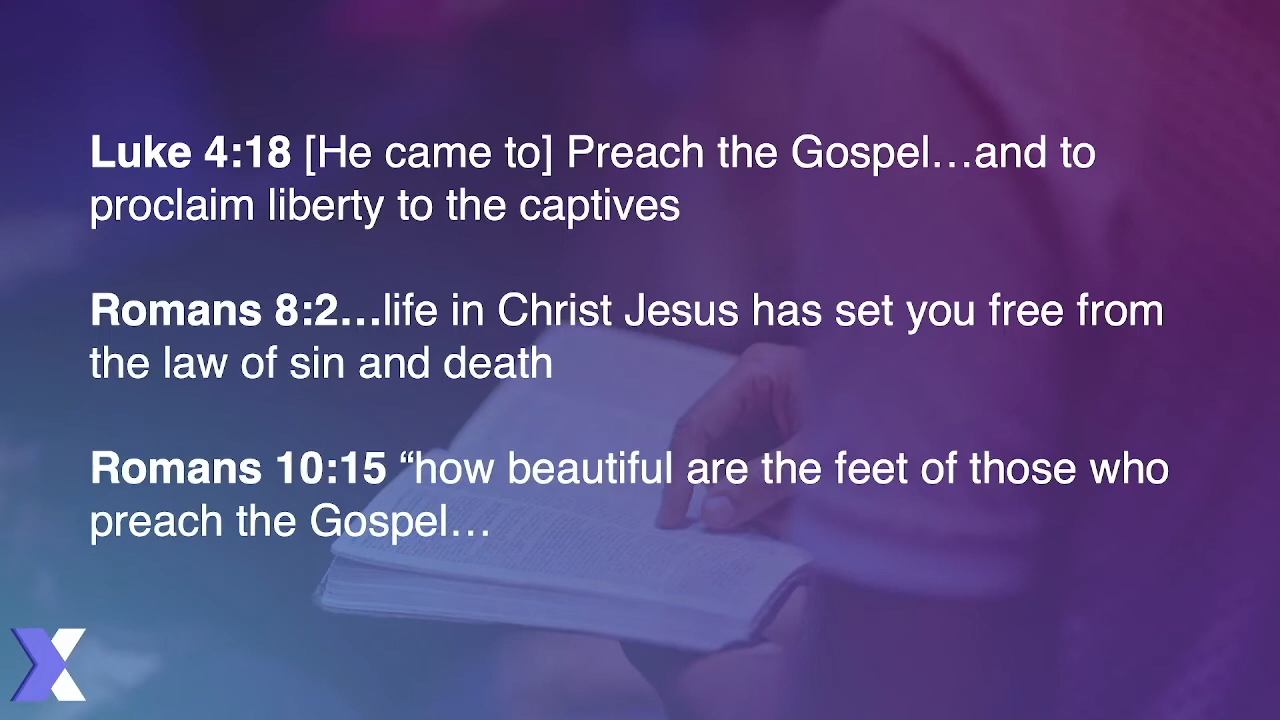 Luke 4:18 [He came to] Preach the Gospel…and to
proclaim liberty to the captives
Romans 8:2…life in Christ Jesus has set you free from
the law of sin and death
Romans 10:15 “how beautiful are the feet of those who
preach the Gospel…